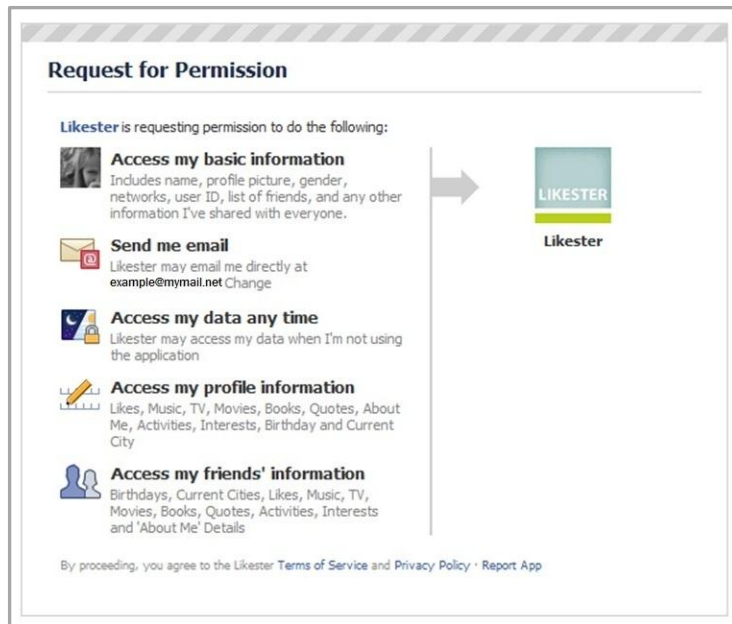 Request for Permission
Likester is requesting permission to do the following:
Access my basic information
Includes name, profile picture, gender,
networks, user ID, list of friends, and any other
information I've shared with everyone.
LIKESTER
Likester
Send me email
Likester may email me directly at
example@mymail.net Change
Access my data any time
Likester may access my data when I'm not using
the application
Access my profile information
Likes, Music, TV, Movies, Books, Quotes, About
Me, Activities, Interests, Birthday and Current
City
Access my friends' information
Birthdays, Current Cities, Likes, Music, TV,
Movies, Books, Quotes, Activities, Interests
and 'About Me' Details
By proceeding, you agree to the Likester Terms of Service and Privacy Policy · Report App